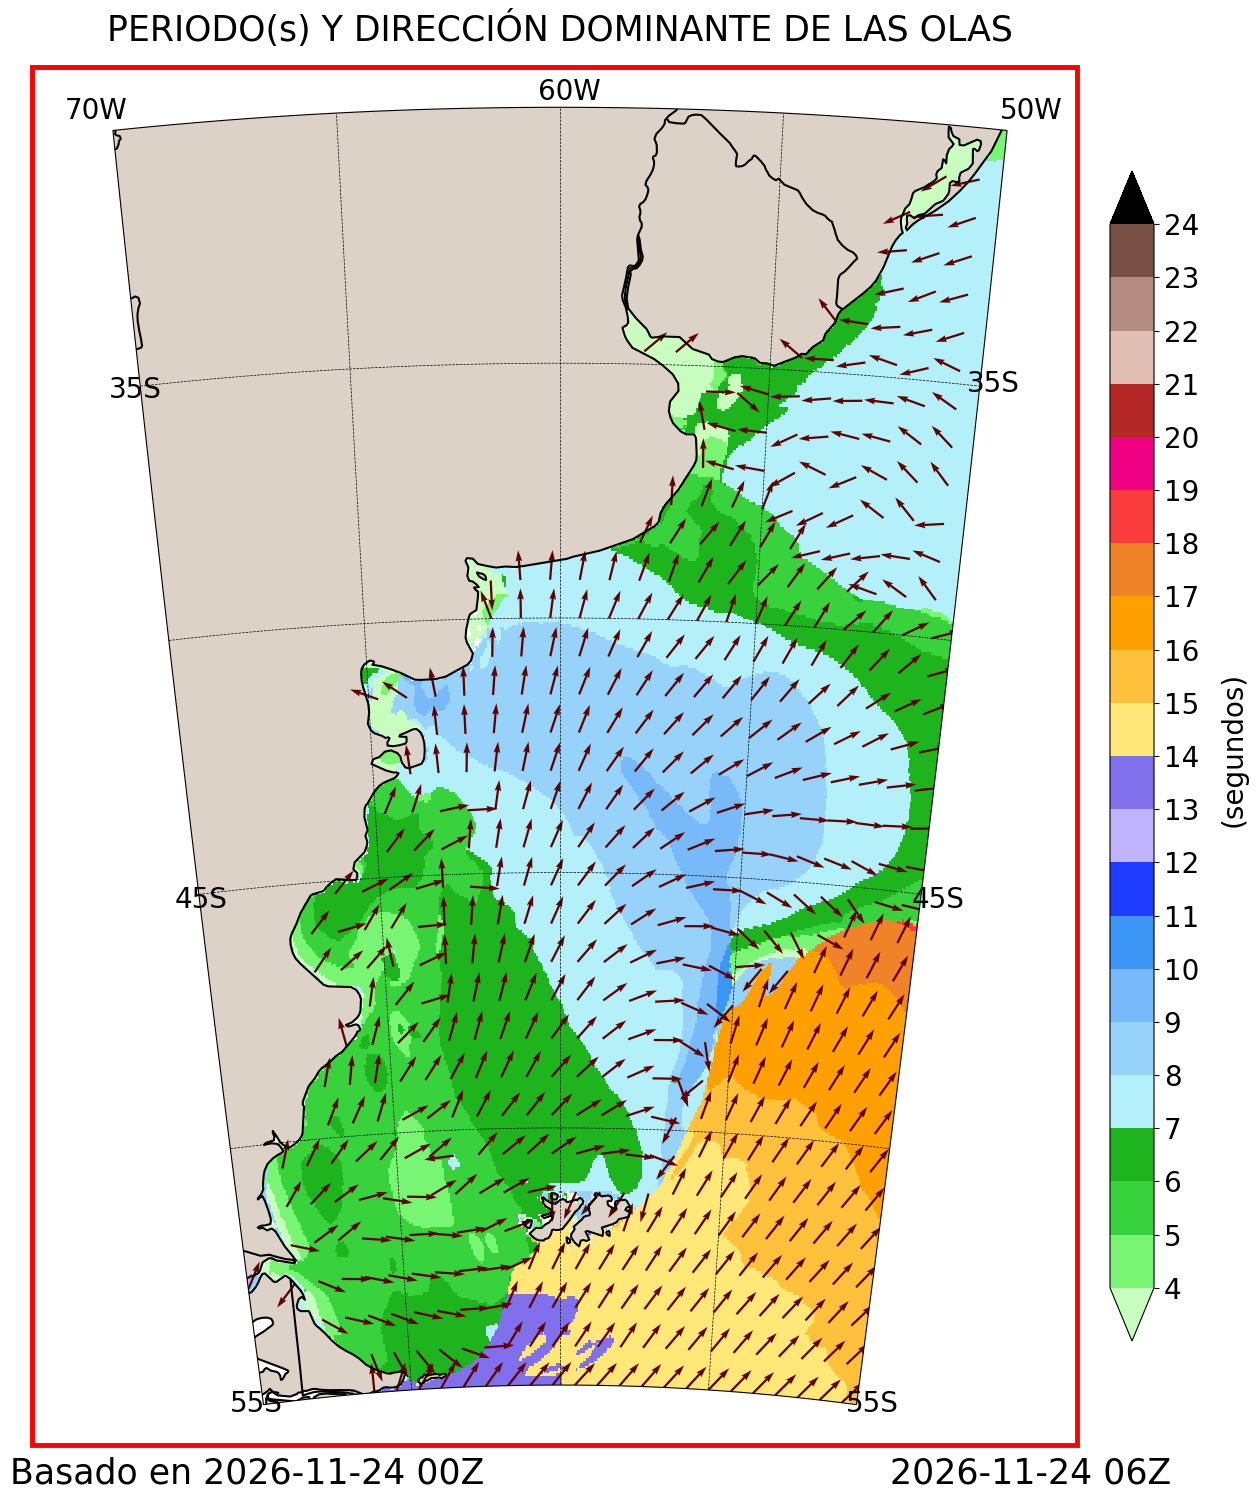 PERIODO(s) Y DIRECCIÓN DOMINANTE DE LAS OLAS
70W
60W
50W
35S
35S
45S
45S
55S
55S
24
23
22
21
20
19
18
17
16
15
14
13
12
11
10
9
8
7
6
5
4
(segundos)
Basado en 2026-11-24 00Z
2026-11-24 06Z